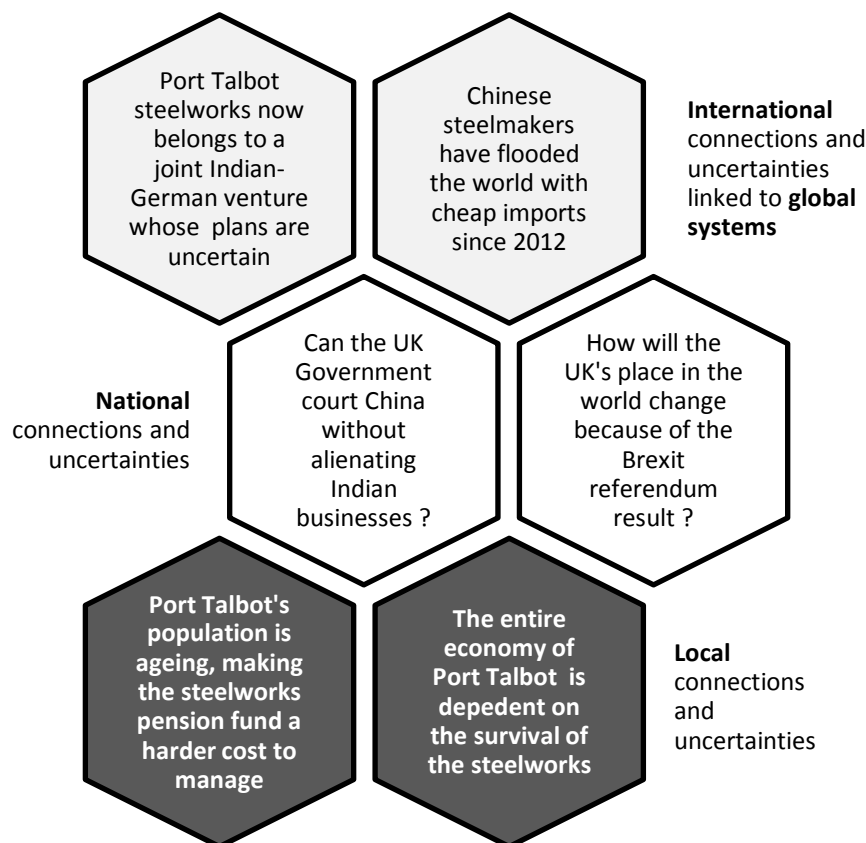 Port Talbot
steelworks now
belongs to a
joint Indian-
German venture
whose plans are
uncertain
Chinese
steelmakers
have flooded
the world with
cheap imports
since 2012
International
connections and
uncertainties
linked to global
systems
National
connections and
uncertainties
Can the UK
Government
court China
without
alienating
Indian
businesses ?
How will the
UK's place in the
world change
because of the
Brexit
referendum
result ?
Port Talbot's
population is
ageing, making
the steelworks
pension fund a
harder cost to
manage
The entire
economy of
Port Talbot is
depedent on
the survival of
the steelworks
Local
connections
and
uncertainties